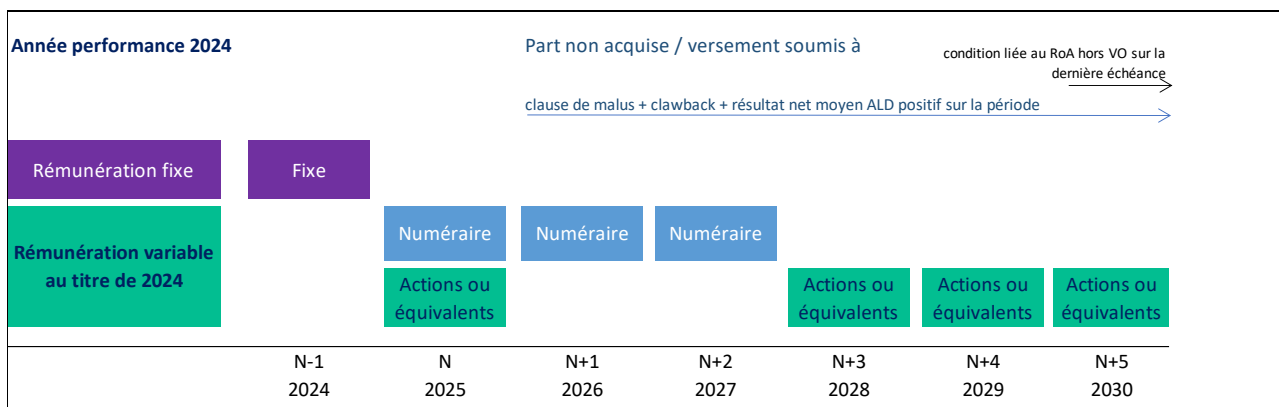 Année performance 2024
Part non acquise / versement soumis à
condition liée au RoA hors VO sur la
dernière échéance
clause de malus + clawback + résultat net moyen ALD positif sur la période
Rémunération fixe
Fixe
Rémunération variable
au titre de 2024
Numéraire
Numéraire
Numéraire
Actions ou
équivalents
Actions ou
équivalents
Actions ou
équivalents
Actions ou
équivalents
N-1
N
N+1
N+2
N+3
N+4
N+5
2024
2025
2026
2027
2028
2029
2030